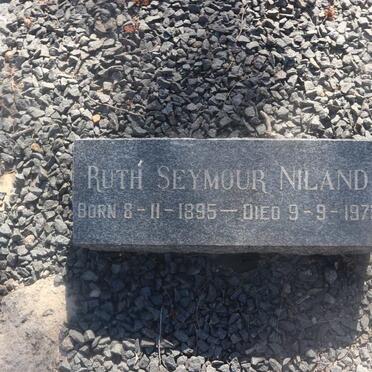 RUTH SEYMOUR NILAND
BORN 8-11-1895 — DIED 9-9-197